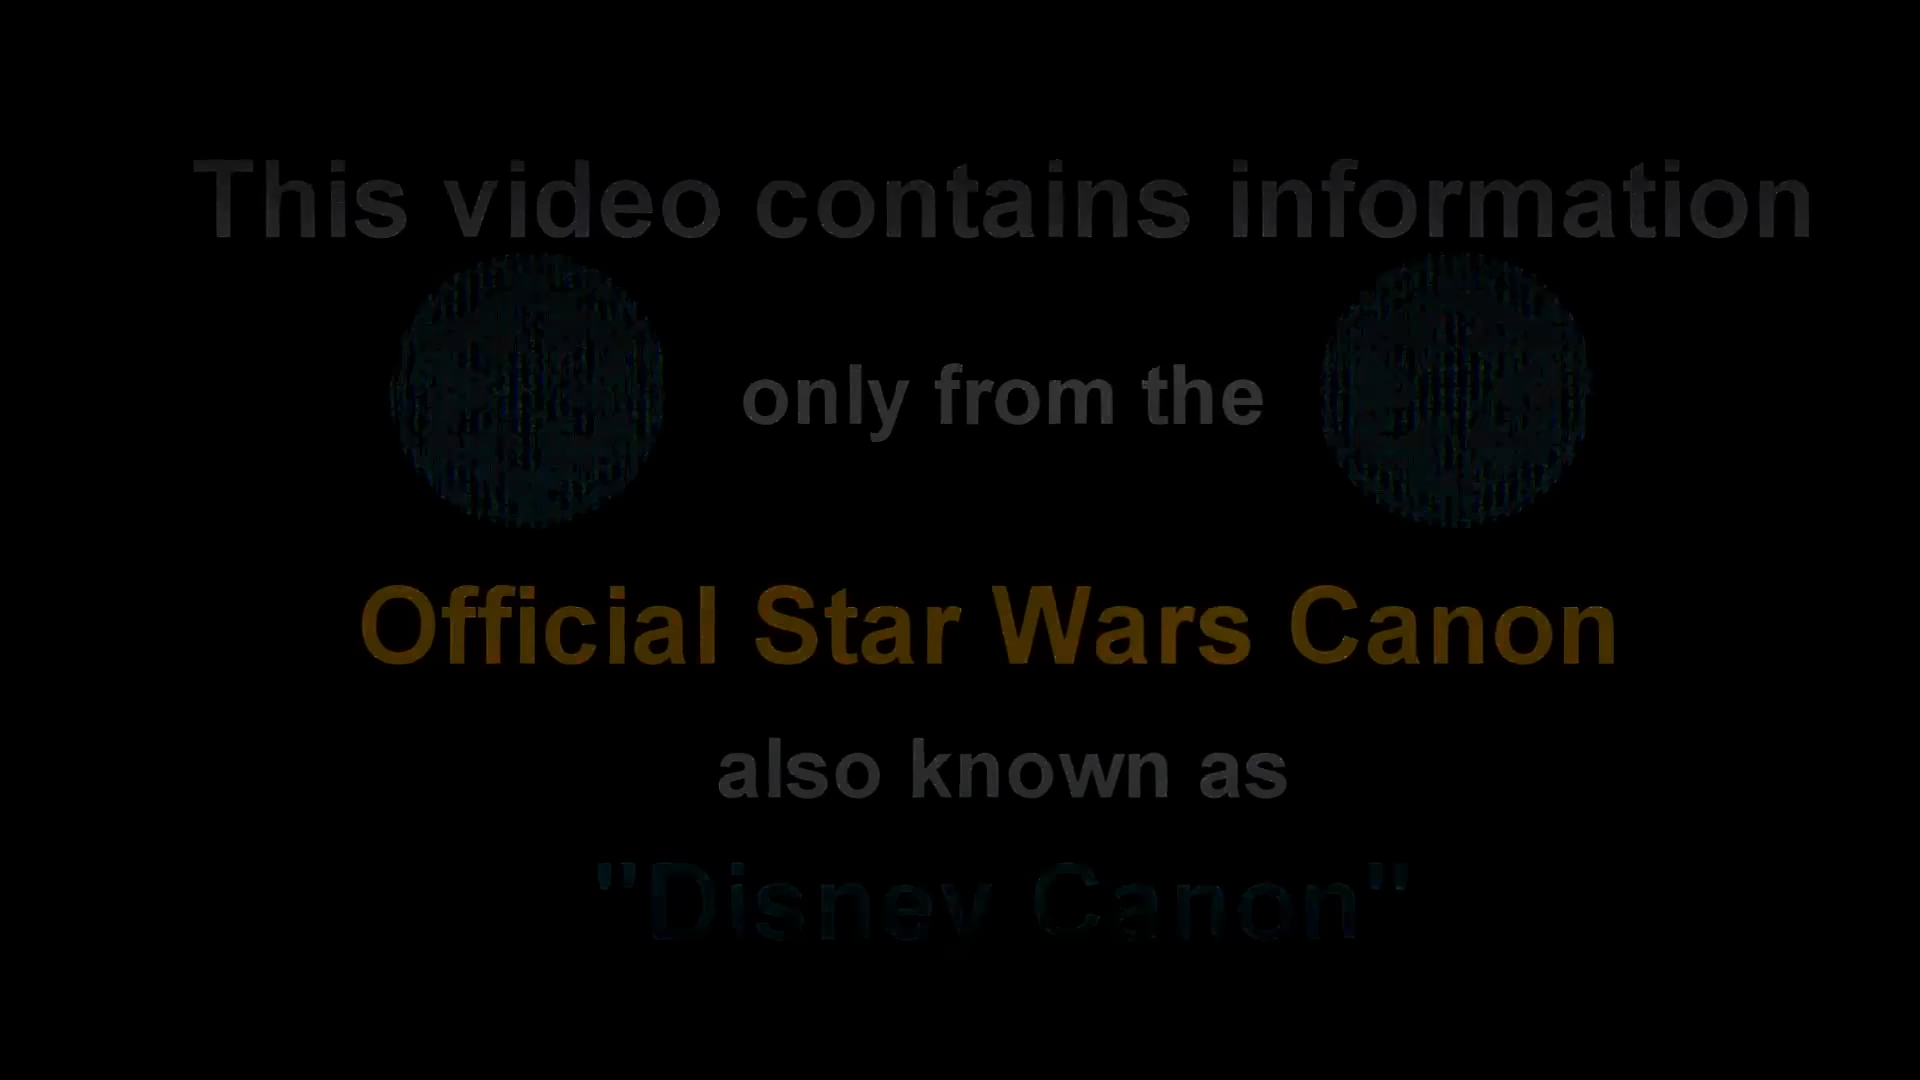 This video contains information
only from the
Official Star Wars Canon
also known as
"Disney Canon"